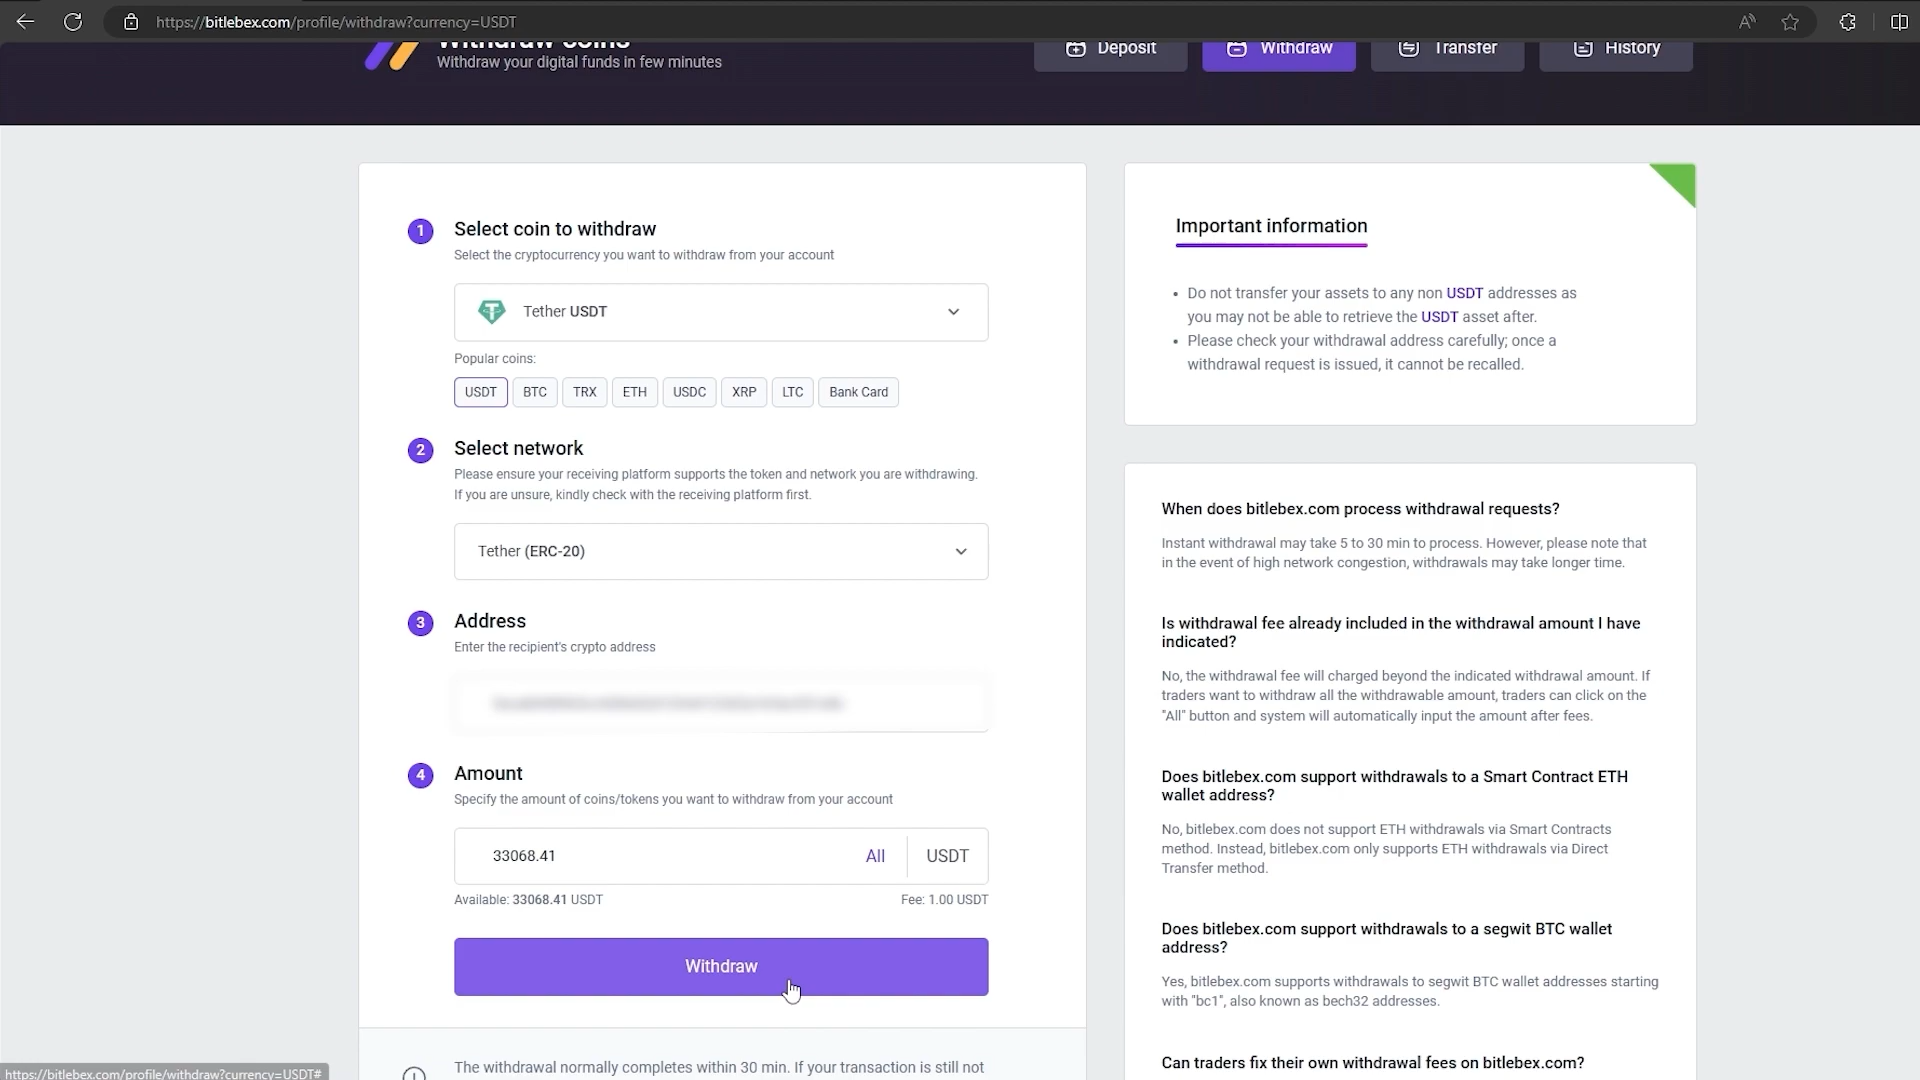 https://bitlebex.com/profile/withdraw?currency=USDT
Withdraw coins
Withdraw your digital funds in few minutes
Deposit
Withdraw
Transfer
History
1
Select coin to withdraw
Select the cryptocurrency you want to withdraw from your account
Tether USDT
Popular coins:
USDT BTC TRX ETH USDC XRP LTC Bank Card
2
Select network
Please ensure your receiving platform supports the token and network you are withdrawing.
If you are unsure, kindly check with the receiving platform first.
Tether (ERC-20)
3
Address
Enter the recipient's crypto address
4
Amount
Specify the amount of coins/tokens you want to withdraw from your account
33068.41 All USDT
Available: 33068.41 USDT Fee: 1.00 USDT
Withdraw
The withdrawal normally completes within 30 min. If your transaction is still not
Important information
• Do not transfer your assets to any non USDT addresses as
you may not be able to retrieve the USDT asset after.
• Please check your withdrawal address carefully; once a
withdrawal request is issued, it cannot be recalled.
When does bitlebex.com process withdrawal requests?
Instant withdrawal may take 5 to 30 min to process. However, please note that
in the event of high network congestion, withdrawals may take longer time.
Is withdrawal fee already included in the withdrawal amount I have
indicated?
No, the withdrawal fee will charged beyond the indicated withdrawal amount. If
traders want to withdraw all the withdrawable amount, traders can click on the
"All" button and system will automatically input the amount after fees.
Does bitlebex.com support withdrawals to a Smart Contract ETH
wallet address?
No, bitlebex.com does not support ETH withdrawals via Smart Contracts
method. Instead, bitlebex.com only supports ETH withdrawals via Direct
Transfer method.
Does bitlebex.com support withdrawals to a segwit BTC wallet
address?
Yes, bitlebex.com supports withdrawals to segwit BTC wallet addresses starting
with "bc1", also known as bech32 addresses.
Can traders fix their own withdrawal fees on bitlebex.com?
https://bitlebex.com/profile/withdraw?currency=USDT#